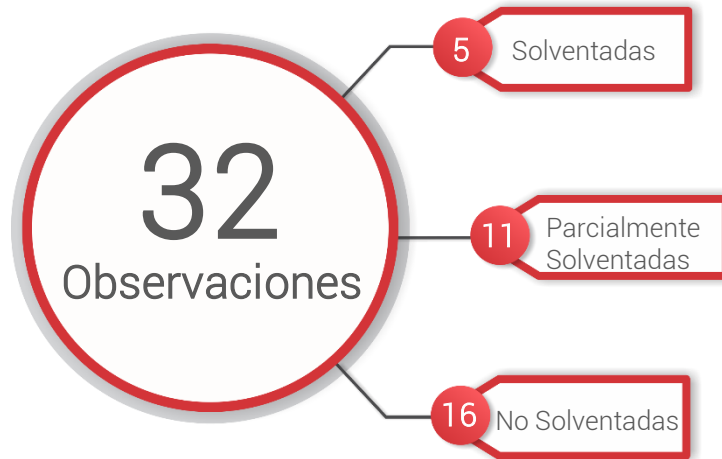 32
Observaciones
5
Solventadas
11
Parcialmente
Solventadas
16
No Solventadas